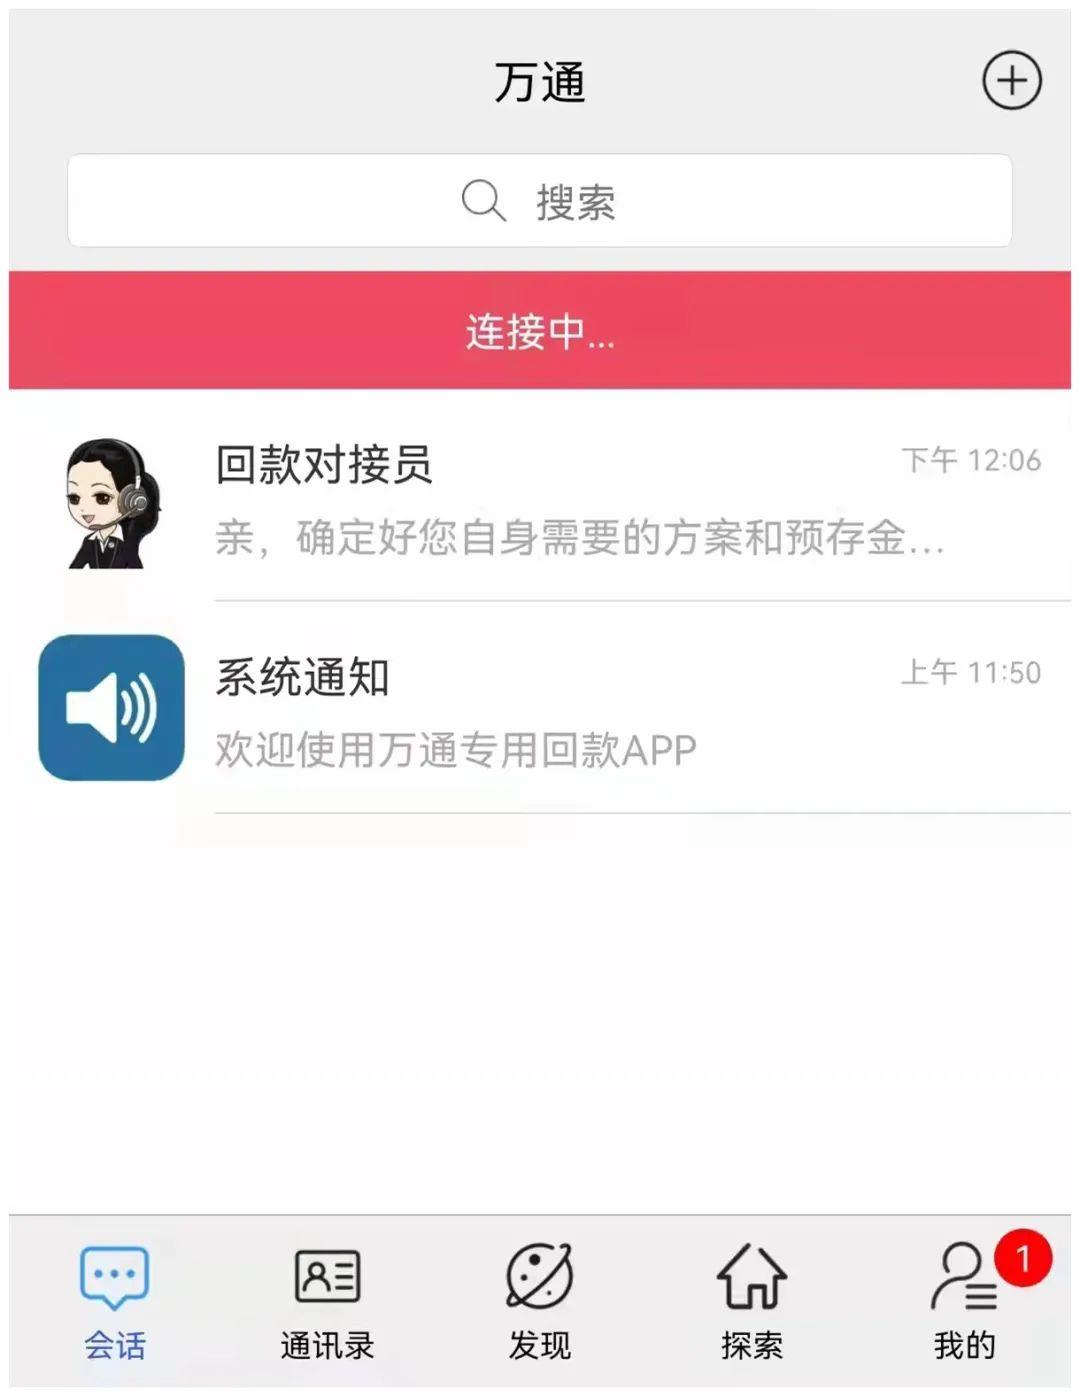 万通
搜索
连接中...
回款对接员
下午 12:06
亲，确定好您自身需要的方案和预存金...
系统通知
上午 11:50
欢迎使用万通专用回款APP
1
会话
通讯录
发现
探索
我的